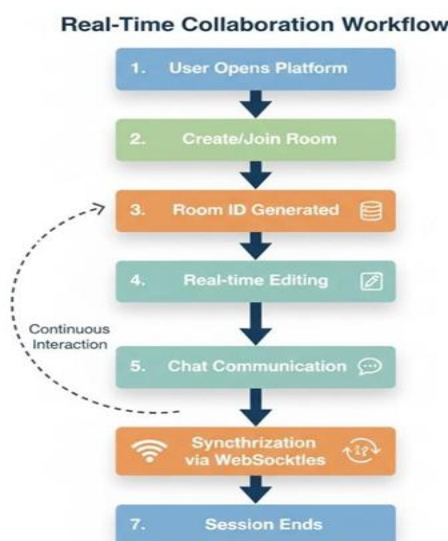 Real-Time Collaboration Workflow
1. User Opens Platform
2. Create/Join Room
3. Room ID Generated
4. Real-time Editing
Continuous
Interaction
5. Chat Communication
Syncthrization
via WebSocktles
7. Session Ends